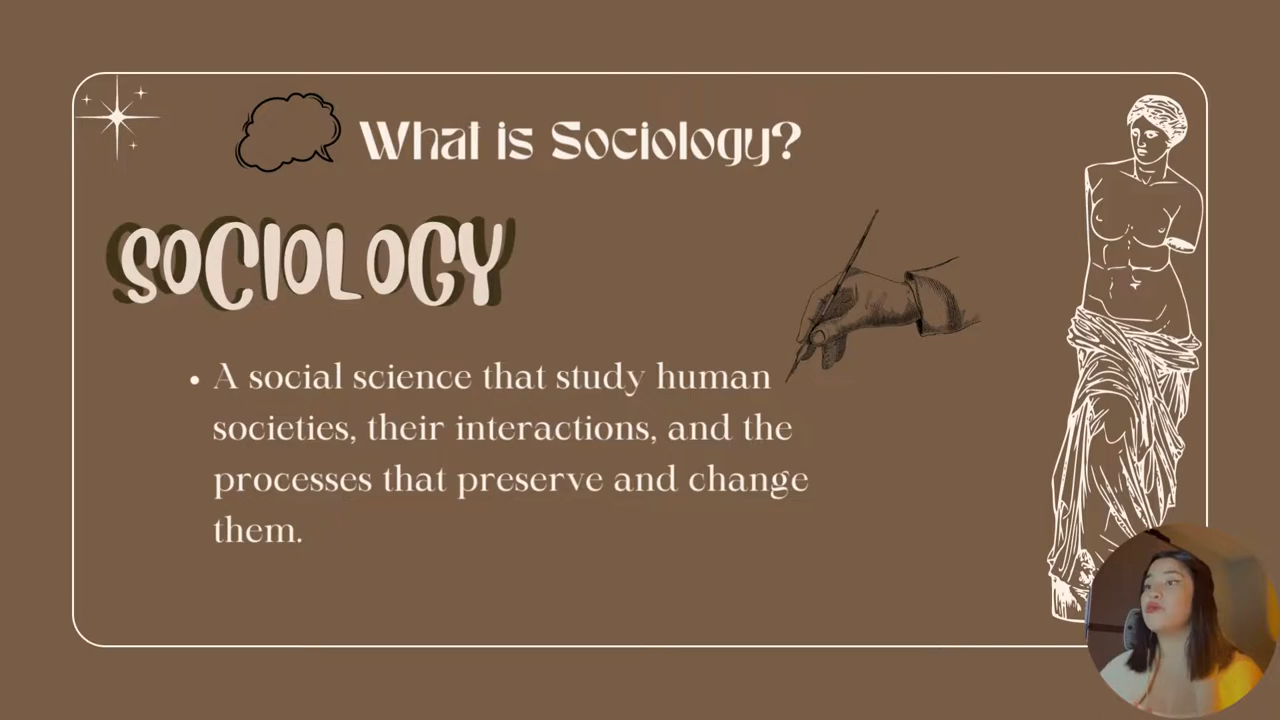 What is Sociology?
SOCIOLOGY
• A social science that study human
societies, their interactions, and the
processes that preserve and change
them.